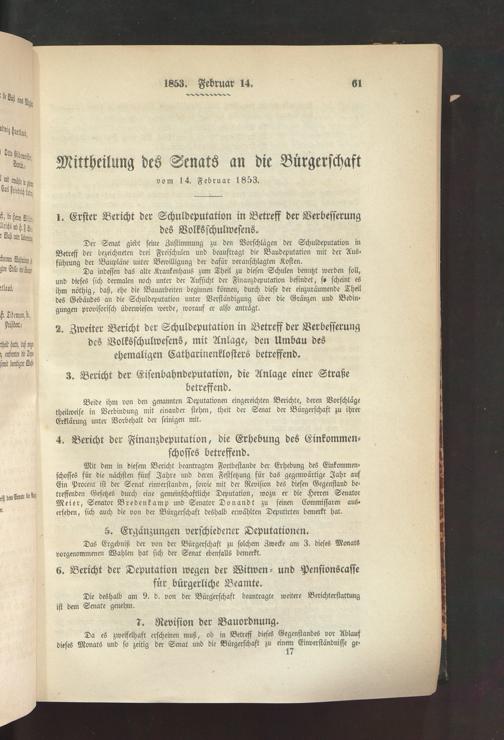 1853. Februar 14. 61
Mittheilung des Senats an die Bürgerschaft
vom 14. Februar 1853.
1. Erster Bericht der Schuldeputation in Betreff der Verbesserung
des Volksschulwesens.
Der Senat giebt seine Zustimmung zu den Vorschlägen der Schuldeputation in
Betreff der bezeichneten drei Freischulen und beauftragt die Baudeputation mit der Aus-
führung der Baupläne unter Bewilligung der dafür veranschlagten Kosten.
Da indessen das alte Krankenhaus zum Theil zu diesen Schulen benutzt werden soll,
und dieses sich dermalen noch unter der Aufsicht der Finanzdeputation befindet, so scheint es
ihm nöthig, daß, ehe die Bauarbeiten beginnen können, durch diese der einzuräumende Theil
des Gebäudes an die Schuldeputation unter Verständigung über die Gränzen und Bedin-
gungen provisorisch überwiesen werde, worauf er also anträgt.
2. Zweiter Bericht der Schuldeputation in Betreff der Verbesserung
des Volksschulwesens, mit Anlage, den Umbau des
ehemaligen Catharinenklosters betreffend.
3. Bericht der Eisenbahndeputation, die Anlage einer Straße
betreffend.
Beide ihm von den genannten Deputationen eingereichten Berichte, deren Vorschläge
theilweise in Verbindung mit einander stehen, theilt der Senat der Bürgerschaft zu ihrer
Erklärung unter Vorbehalt der seinigen mit.
4. Bericht der Finanzdeputation, die Erhebung des Einkommen-
schosses betreffend.
Mit dem in diesem Bericht beantragten Fortbestande der Erhebung des Einkommen-
schosses für die nächsten fünf Jahre und deren Festsetzung für das gegenwärtige Jahr auf
Ein Procent ist der Senat einverstanden, sowie mit der Revision des diesen Gegenstand be-
treffenden Gesetzes durch eine gemeinschaftliche Deputation, wozu er die Herren Senator
Meier, Senator Bredenkamp und Senator Donandt zu seinen Commissaren aus-
ersehen, sich auch die von der Bürgerschaft deshalb erwählten Deputirten bemerkt hat.
5. Ergänzungen verschiedener Deputationen.
Das Ergebniß der von der Bürgerschaft zu solchem Zwecke am 3. dieses Monats
vorgenommenen Wahlen hat sich der Senat ebenfalls bemerkt.
6. Bericht der Deputation wegen der Witwen- und Pensionscasse
für bürgerliche Beamte.
Die deshalb am 9. d. von der Bürgerschaft beantragte weitere Berichterstattung
ist dem Senate genehm.
7. Revision der Bauordnung.
Da es zweifelhaft erscheinen muß, ob in Betreff dieses Gegenstandes vor Ablauf
dieses Monats und so zeitig der Senat und die Bürgerschaft zu einem Einverständnisse ge-
17